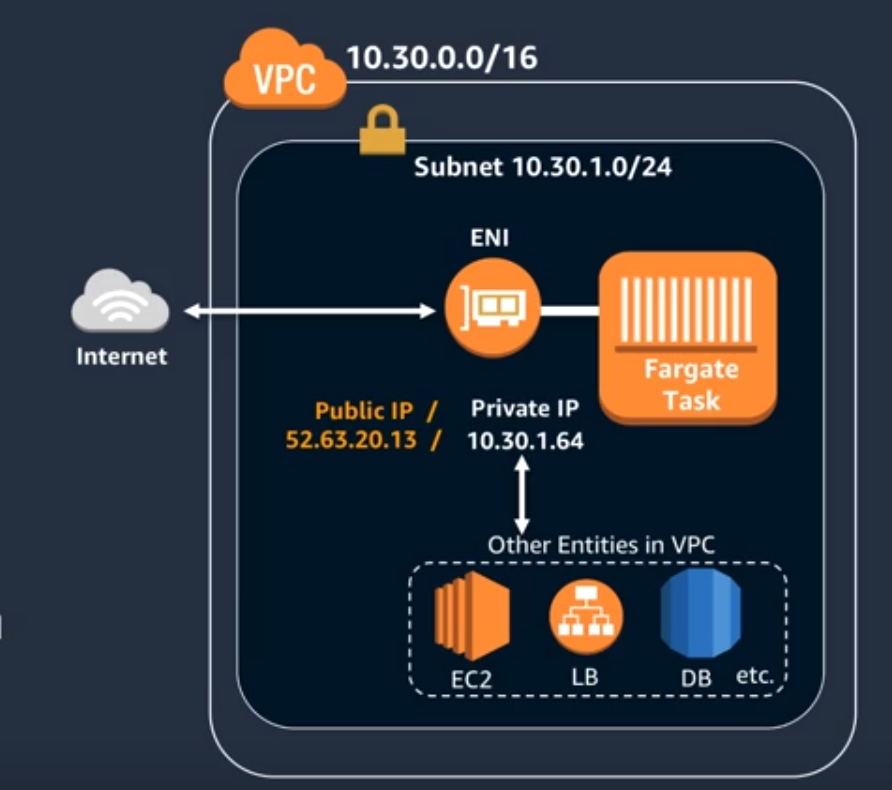 VPC
10.30.0.0/16
Subnet 10.30.1.0/24
ENI
Internet
Fargate
Task
Public IP / Private IP
52.63.20.13 / 10.30.1.64
Other Entities in VPC
EC2 LB DB etc.